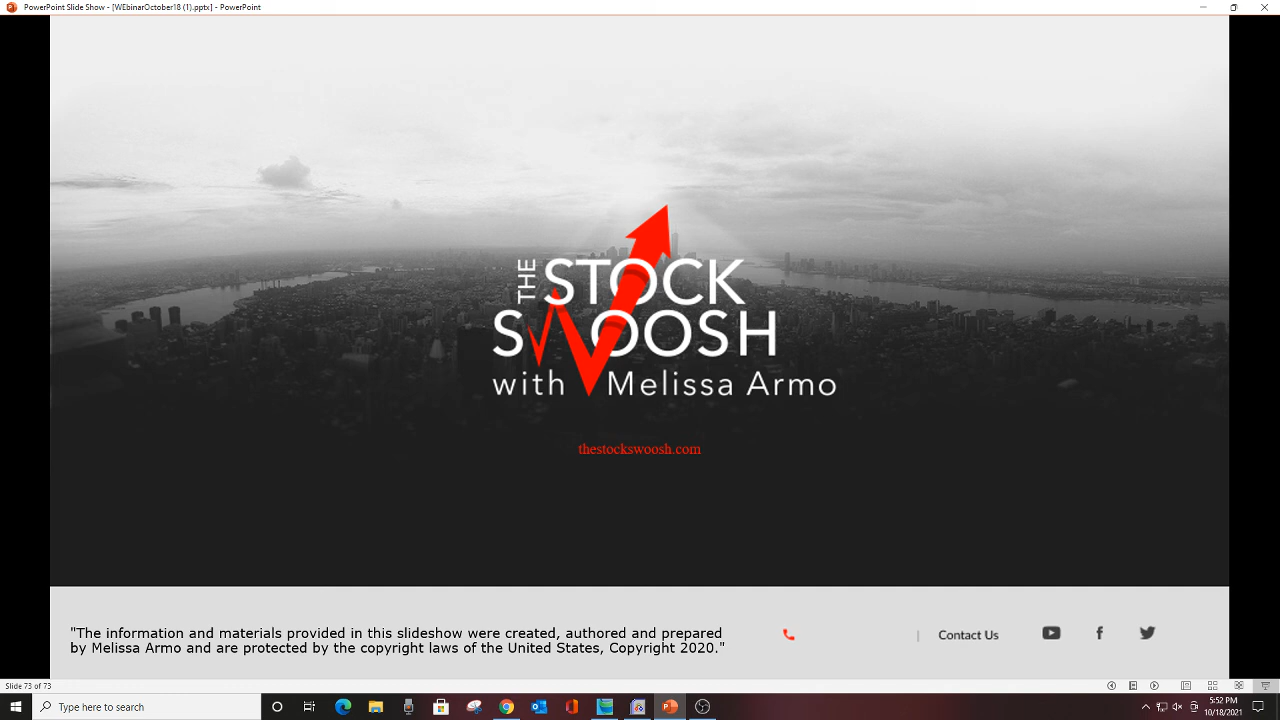 PowerPoint Slide Show - [WEbinarOctober18 (1).pptx] - PowerPoint
THE STOCK
SWOOSH
with Melissa Armo
thestockswoosh.com
"The information and materials provided in this slideshow were created, authored and prepared
by Melissa Armo and are protected by the copyright laws of the United States, Copyright 2020."
| Contact Us
Slide 73 of 73
Type here to search
5:52 PM
10/18/2021